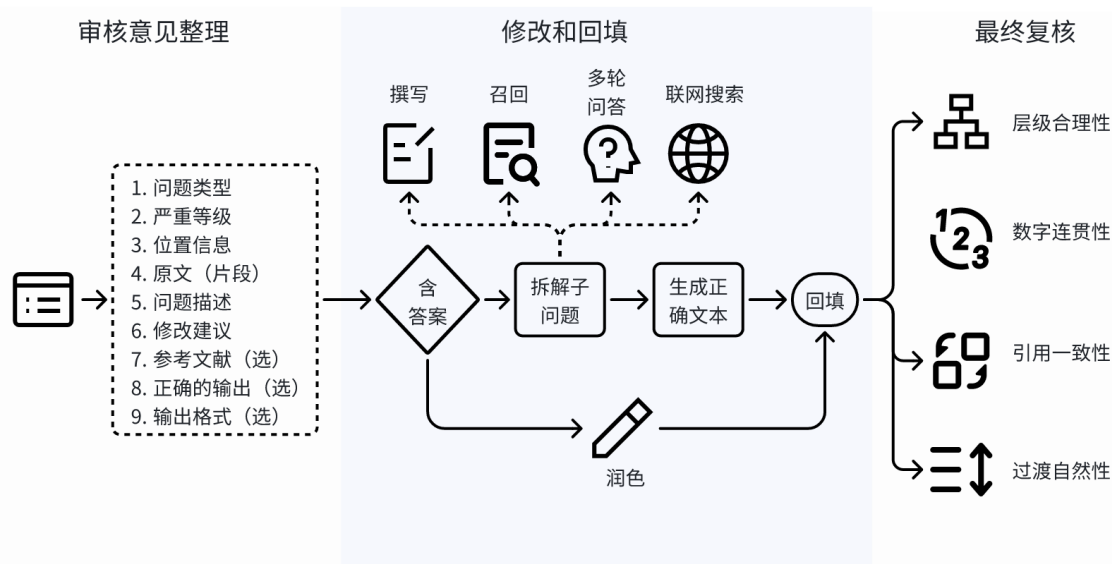 审核意见整理
修改和回填
最终复核
撰写
召回
多轮
问答
联网搜索
1. 问题类型
2. 严重等级
3. 位置信息
4. 原文（片段）
5. 问题描述
6. 修改建议
7. 参考文献（选）
8. 正确的输出（选）
9. 输出格式（选）
含
答案
拆解子
问题
生成正
确文本
回填
润色
层级合理性
123
数字连贯性
引用一致性
过渡自然性